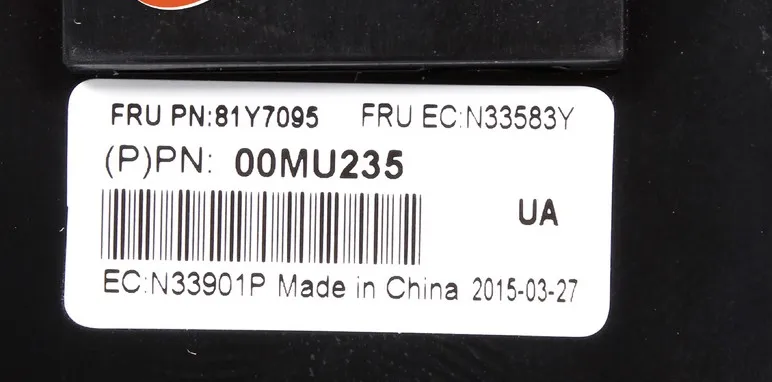 FRU PN:81Y7095 FRU EC:N33583Y
(P)PN: 00MU235
UA
EC:N33901P Made in China 2015-03-27